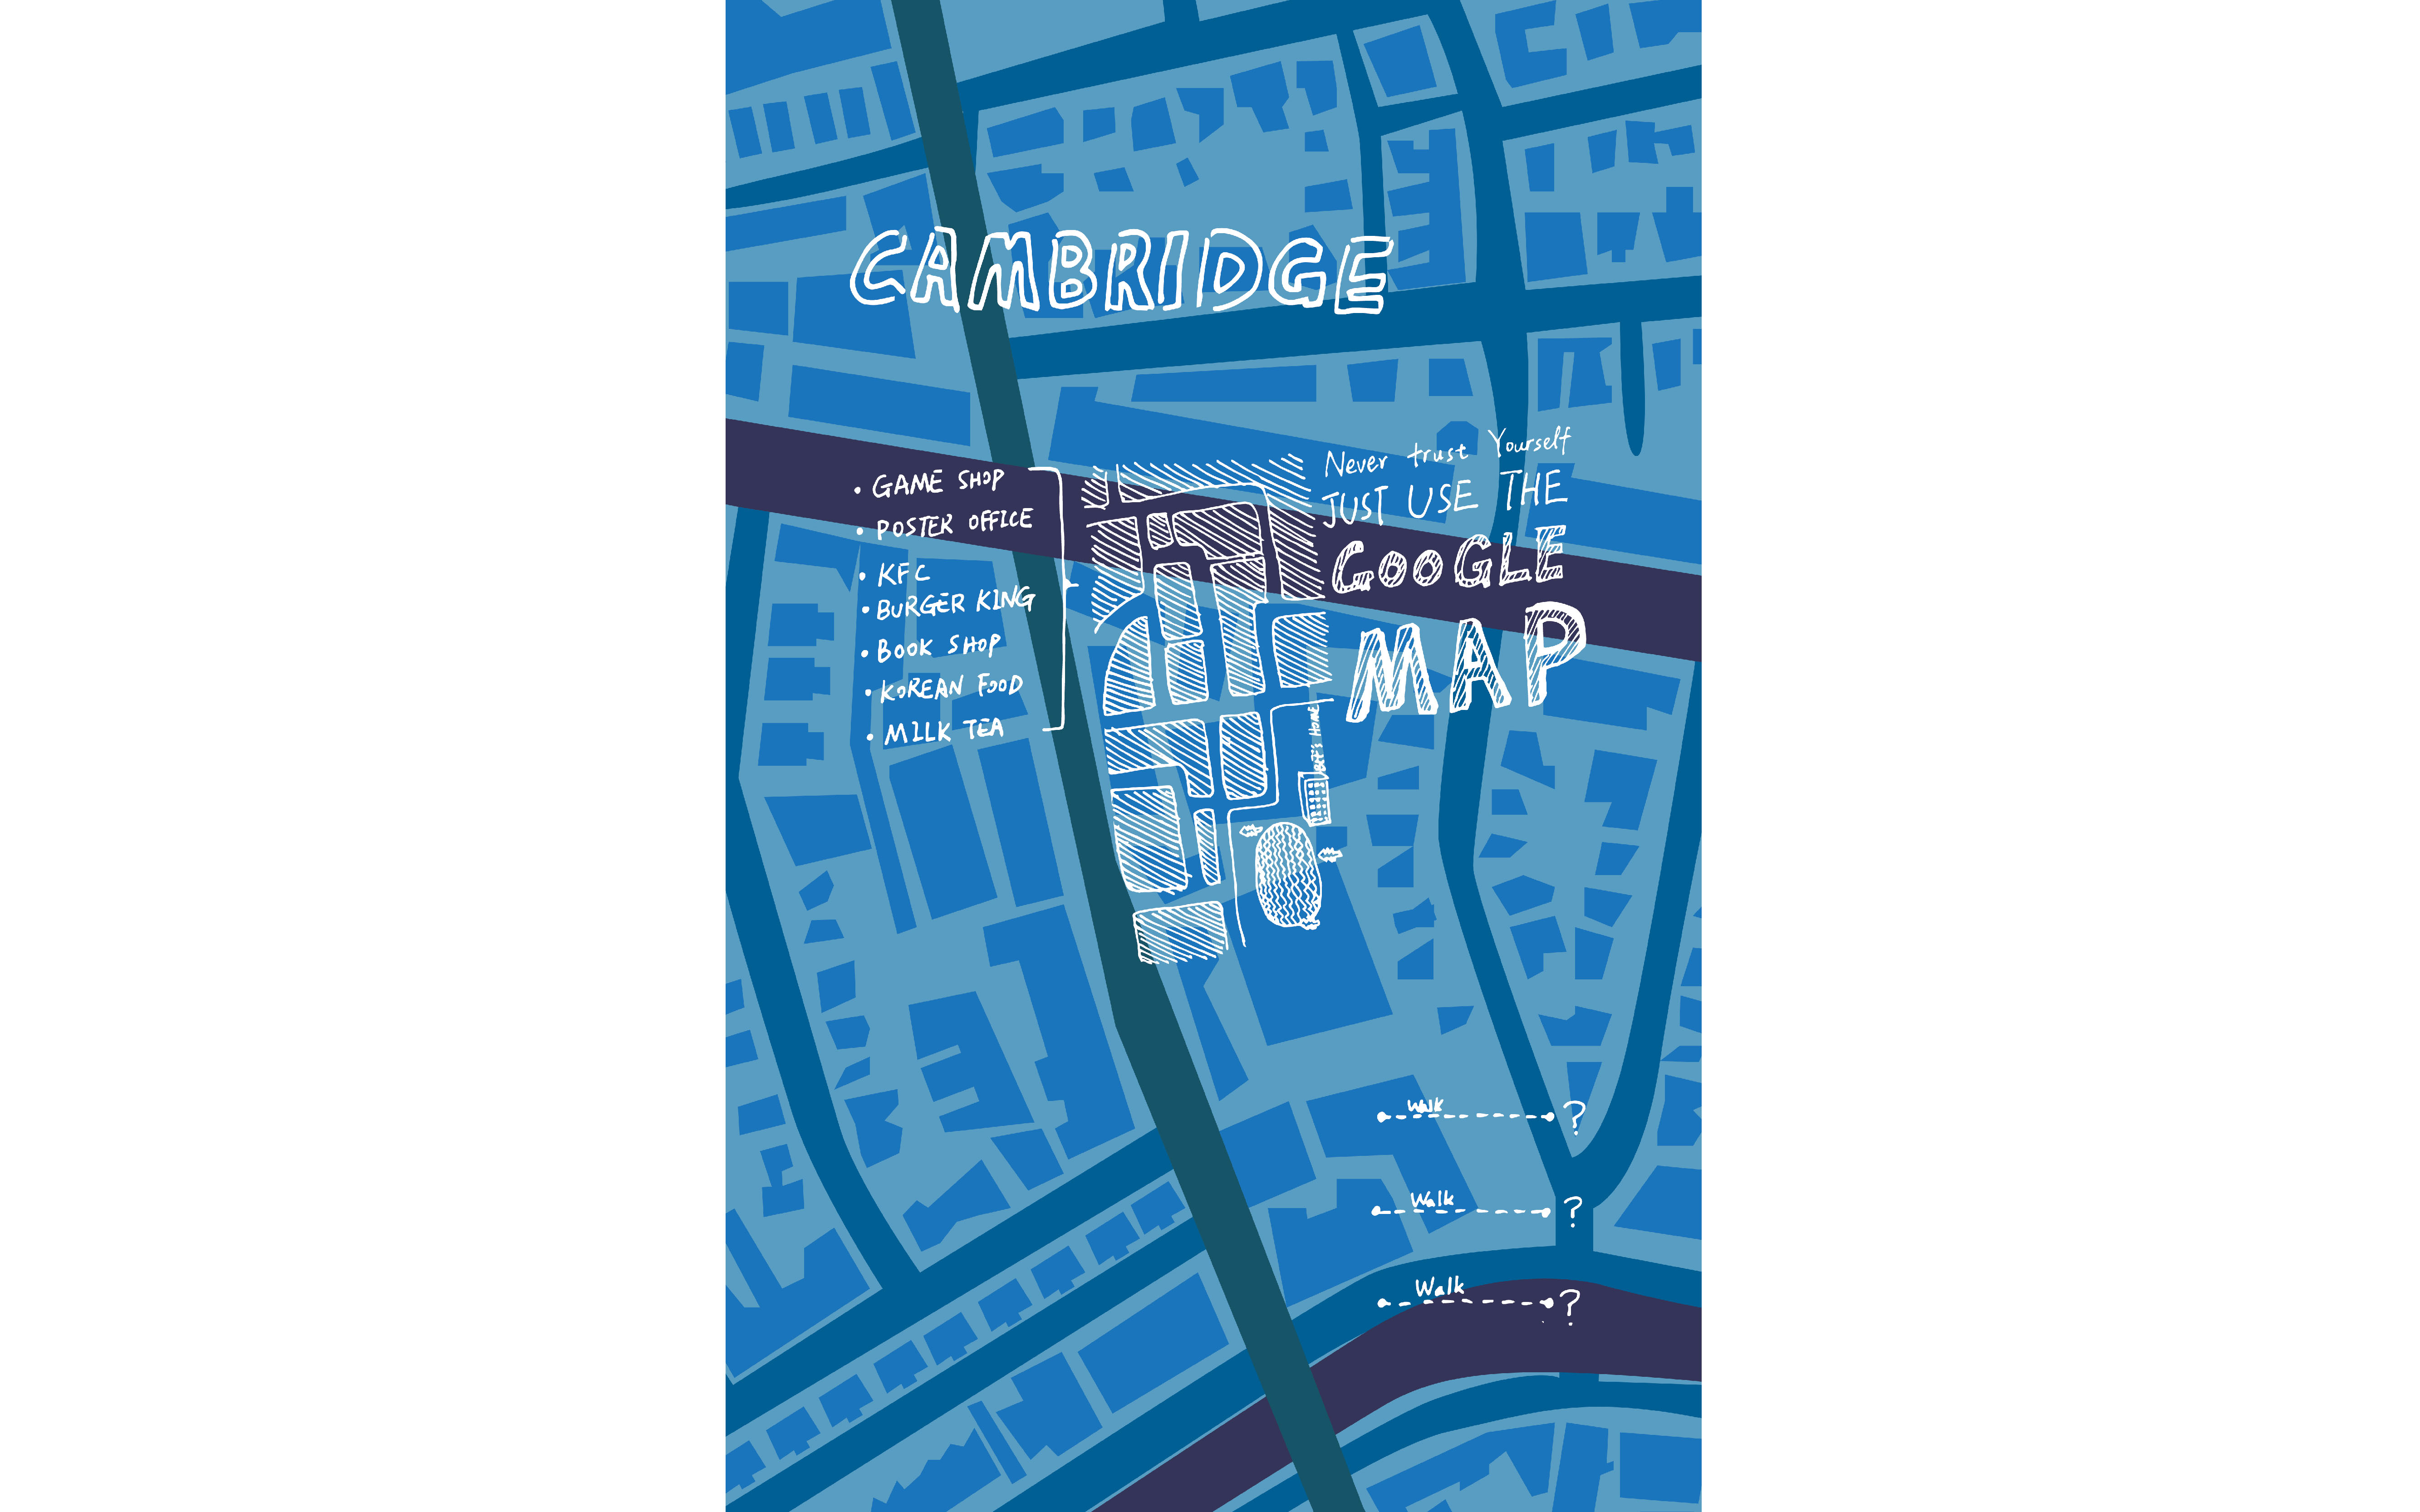 CAMBRIDGE
Never trust Yourself
JUST USE THE
GOOGLE
MAP
• GAME SHOP
• POSTER OFFICE
• KFC
• BURGER KING
• BOOK SHOP
• KOREAN FOOD
• MILK TEA
Home
Walk ?
Walk ?
Walk ?